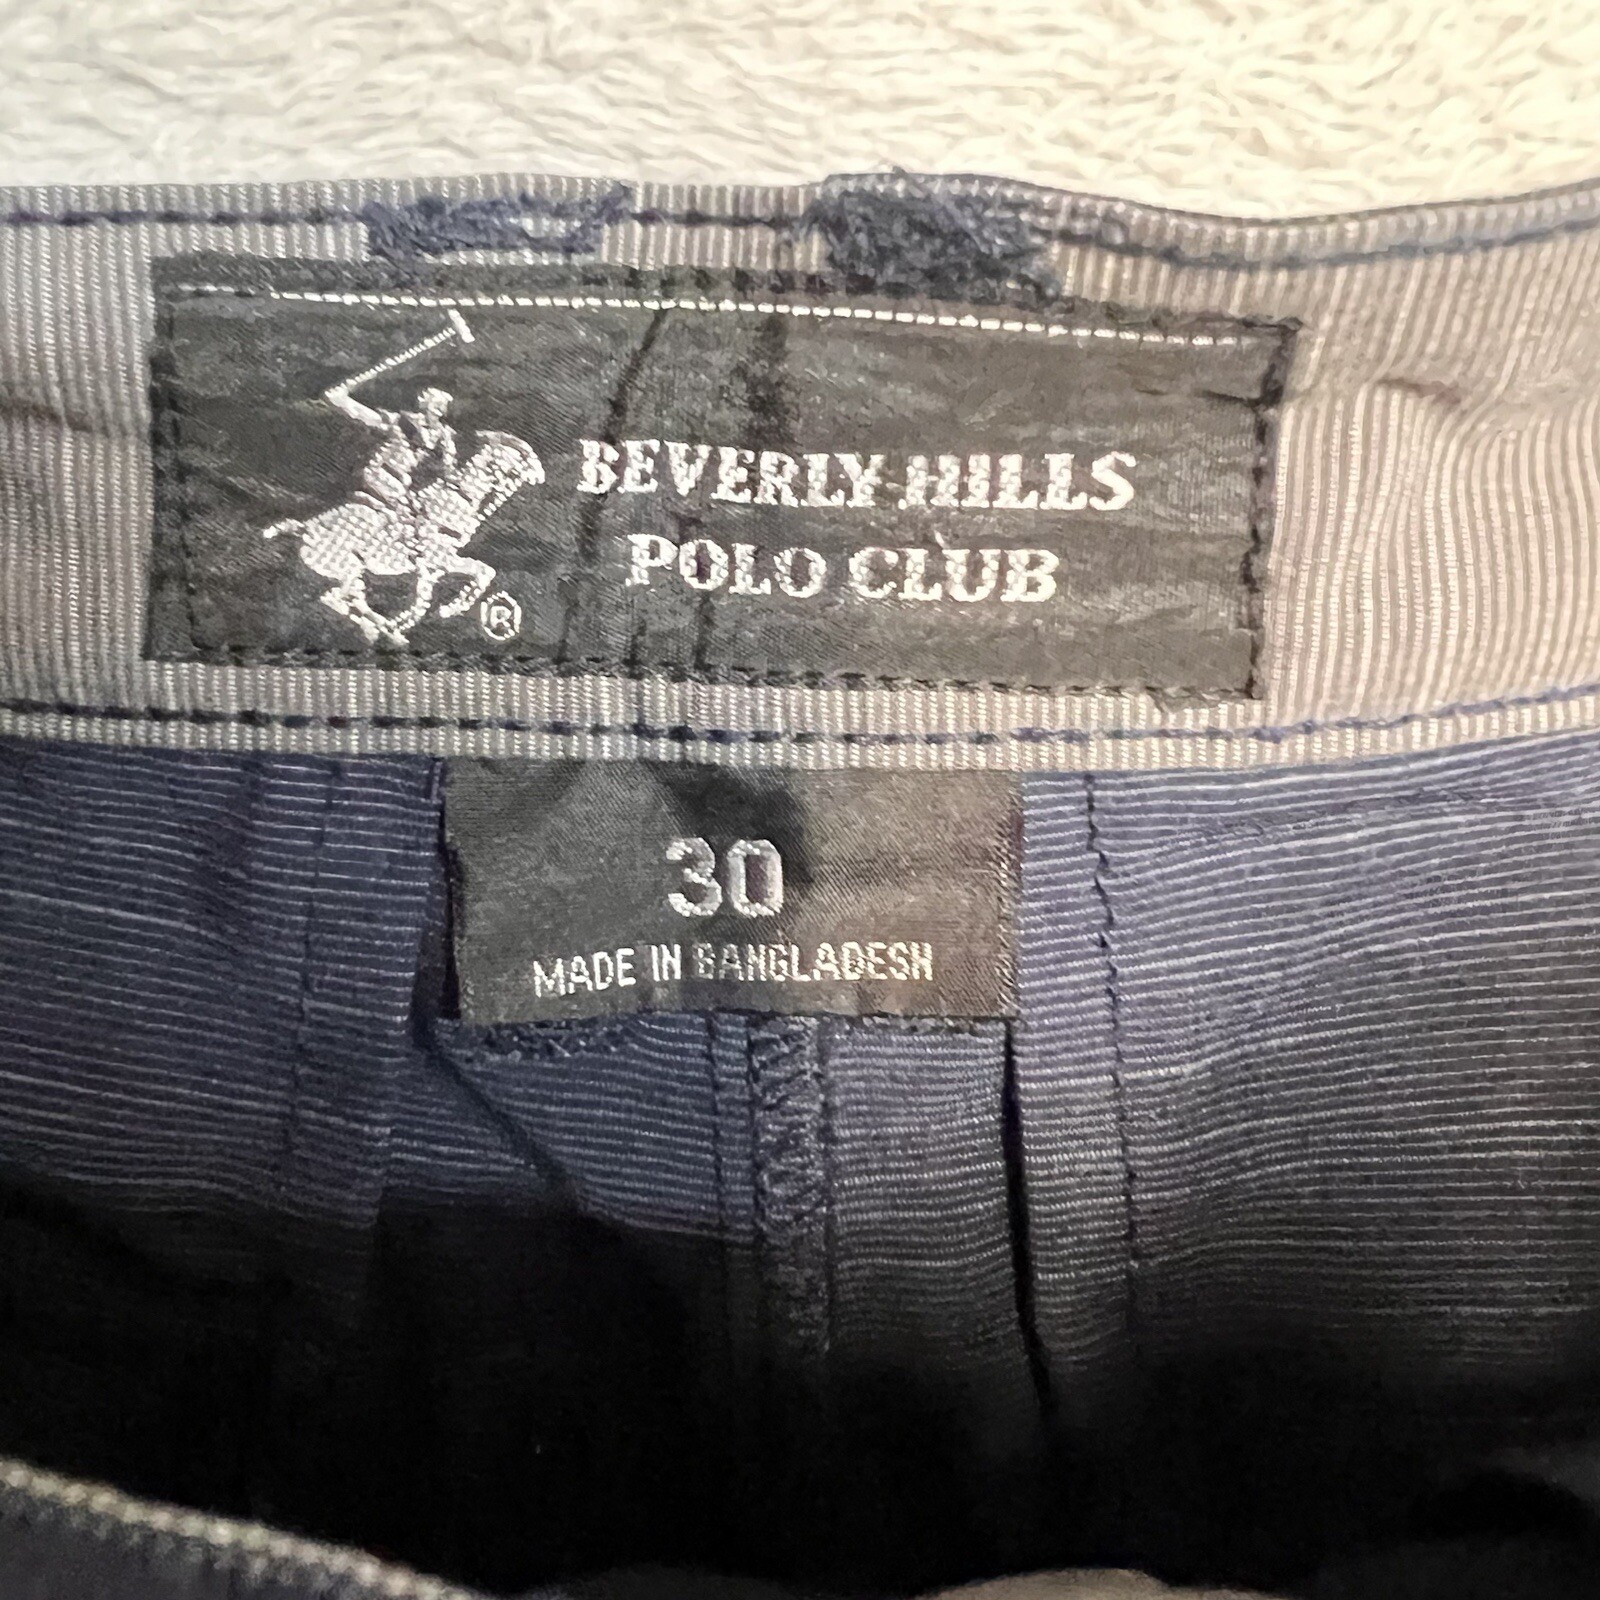 BEVERLY HILLS
POLO CLUB
®
30
MADE IN BANGLADESH